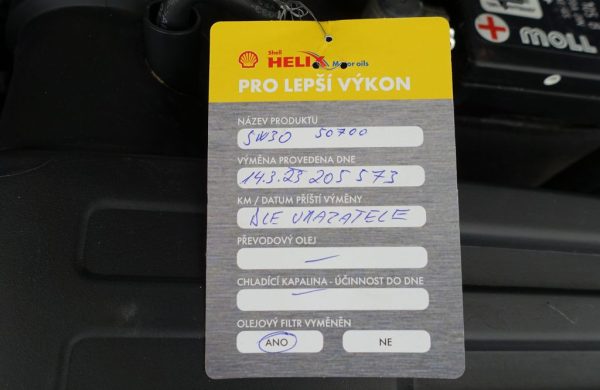 MOLL
Shell
HELIX Motor oils
PRO LEPŠÍ VÝKON
NÁZEV PRODUKTU
5W30 50700
VÝMĚNA PROVEDENA DNE
14.3.23 205 573
KM / DATUM PŘÍŠTÍ VÝMĚNY
DLE UKAZATELE
PŘEVODOVÝ OLEJ
—
CHLADÍCÍ KAPALINA - ÚČINNOST DO DNE
—
OLEJOVÝ FILTR VYMĚNĚN
ANO NE